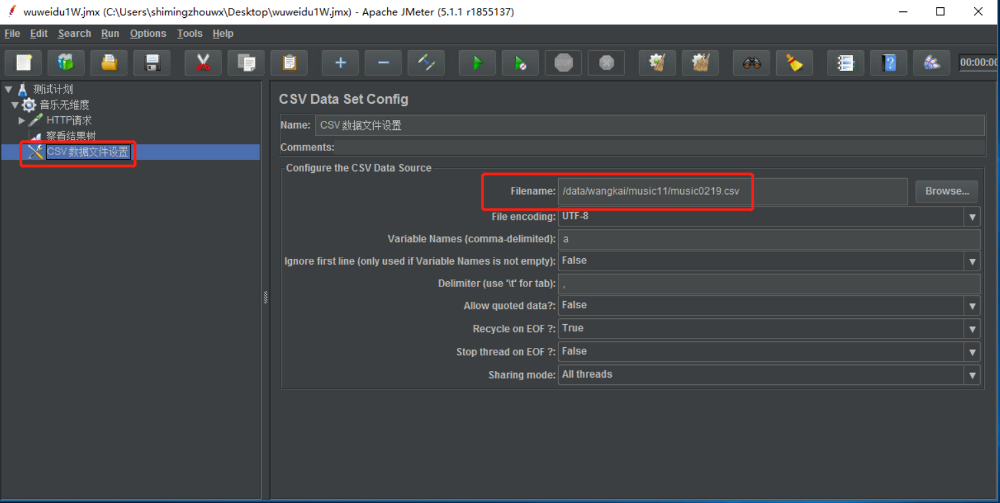 wuweidu1W.jmx (C:\Users\shimingzhouwx\Desktop\wuweidu1W.jmx) - Apache JMeter (5.1.1 r1855137)
File Edit Search Run Options Tools Help
STOP
00:00:00
测试计划
音乐无维度
HTTP请求
察看结果树
CSV 数据文件设置
CSV Data Set Config
Name: CSV 数据文件设置
Comments:
Configure the CSV Data Source
Filename: /data/wangkai/music11/music0219.csv Browse...
File encoding: UTF-8
Variable Names (comma-delimited): a
Ignore first line (only used if Variable Names is not empty): False
Delimiter (use '\t' for tab): ,
Allow quoted data?: False
Recycle on EOF ?: True
Stop thread on EOF ?: False
Sharing mode: All threads